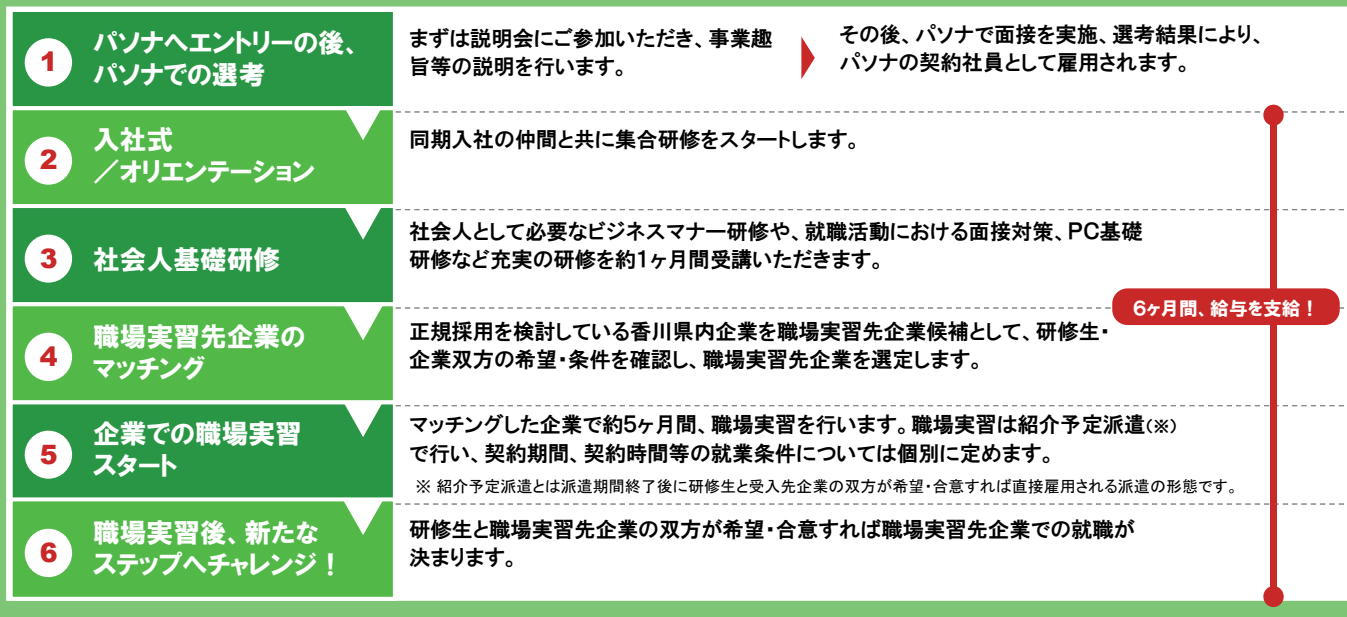 1
パソナへエントリーの後、
パソナでの選考
まずは説明会にご参加いただき、事業趣
旨等の説明を行います。
その後、パソナで面接を実施、選考結果により、
パソナの契約社員として雇用されます。
2
入社式
／オリエンテーション
同期入社の仲間と共に集合研修をスタートします。
3
社会人基礎研修
社会人として必要なビジネスマナー研修や、就職活動における面接対策、PC基礎
研修など充実の研修を約1ヶ月間受講いただきます。
6ヶ月間、給与を支給！
4
職場実習先企業の
マッチング
正規採用を検討している香川県内企業を職場実習先企業候補として、研修生・
企業双方の希望・条件を確認し、職場実習先企業を選定します。
5
企業での職場実習
スタート
マッチングした企業で約5ヶ月間、職場実習を行います。職場実習は紹介予定派遣(※)
で行い、契約期間、契約時間等の就業条件については個別に定めます。
※ 紹介予定派遣とは派遣期間終了後に研修生と受入先企業の双方が希望・合意すれば直接雇用される派遣の形態です。
6
職場実習後、新たな
ステップへチャレンジ！
研修生と職場実習先企業の双方が希望・合意すれば職場実習先企業での就職が
決まります。